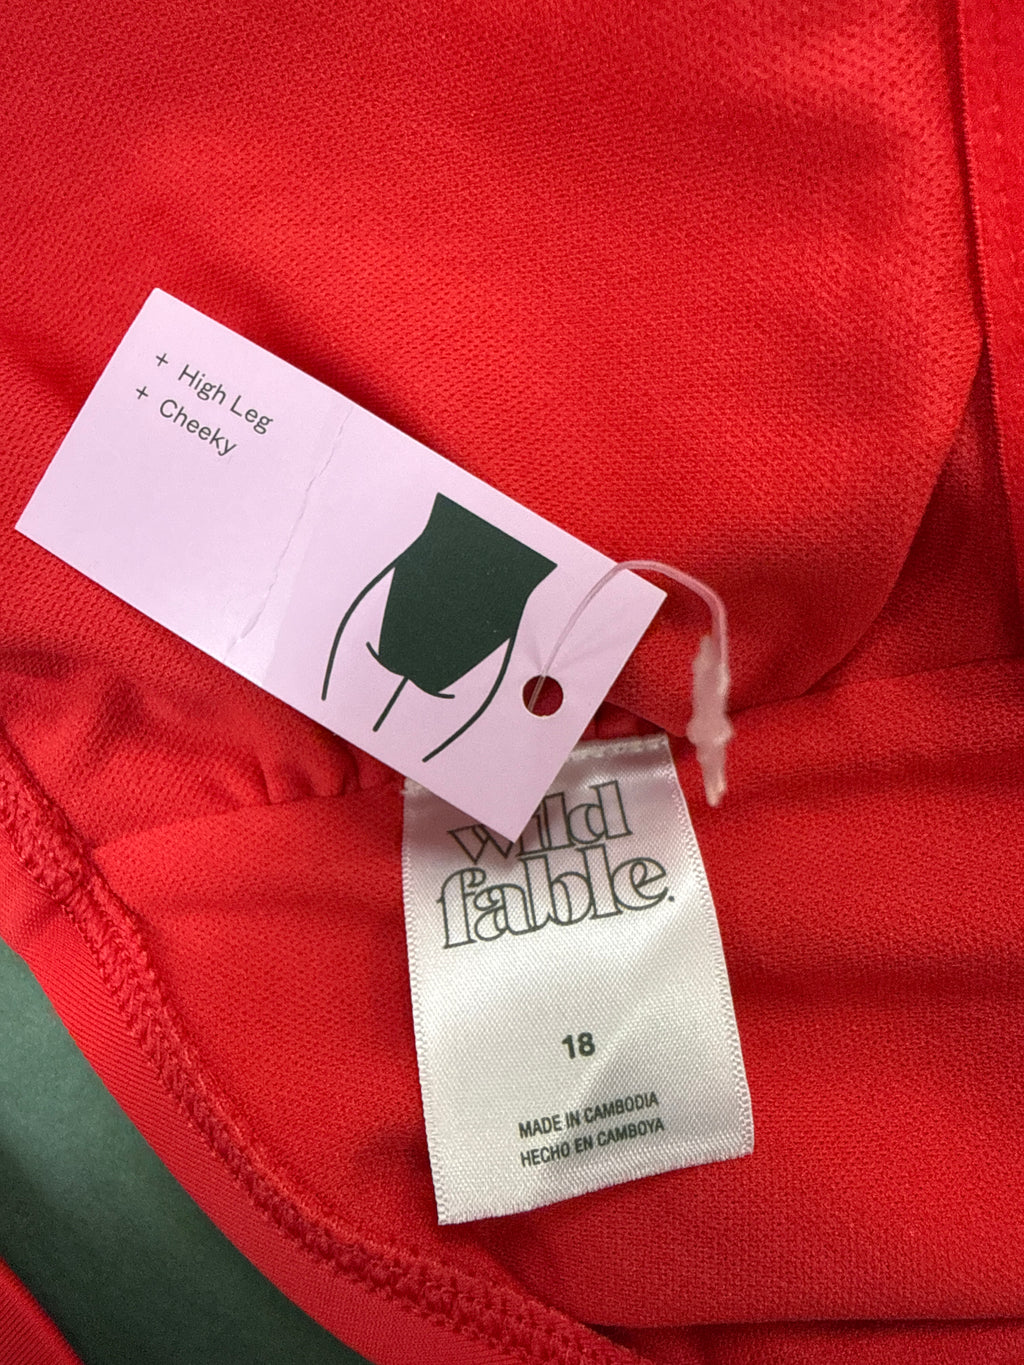 + High Leg
+ Cheeky
wild
fable.
18
MADE IN CAMBODIA
HECHO EN CAMBOYA